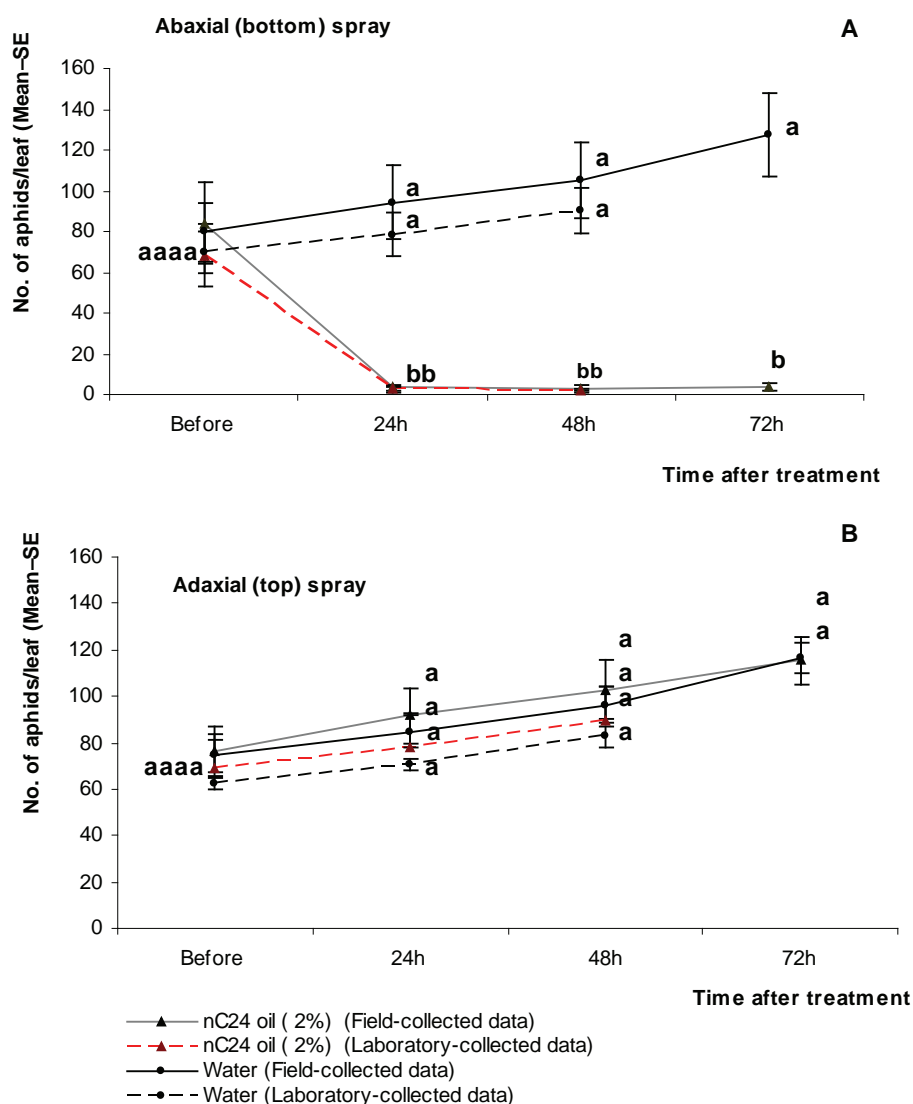 Abaxial (bottom) spray
A
No. of aphids/leaf (Mean–SE
160
140
120
100
80
60
40
20
0
aaaa
a
a
a
a
a
bb
bb
b
Before 24h 48h 72h
Time after treatment
B
Adaxial (top) spray
No. of aphids/leaf (Mean–SE
160
140
120
100
80
60
40
20
0
aaaa
a
a
a
a
a
a
a
a
a
a
Before 24h 48h 72h
Time after treatment
nC24 oil ( 2%) (Field-collected data)
nC24 oil ( 2%) (Laboratory-collected data)
Water (Field-collected data)
Water (Laboratory-collected data)